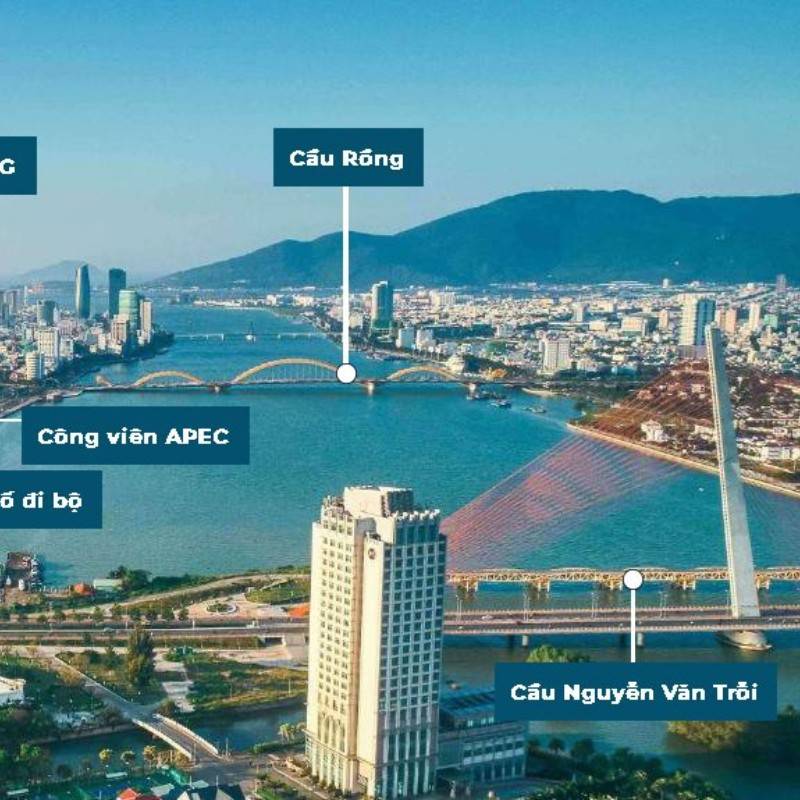 G
Cầu Rồng
Công viên APEC
ố đi bộ
Cầu Nguyễn Văn Trỗi